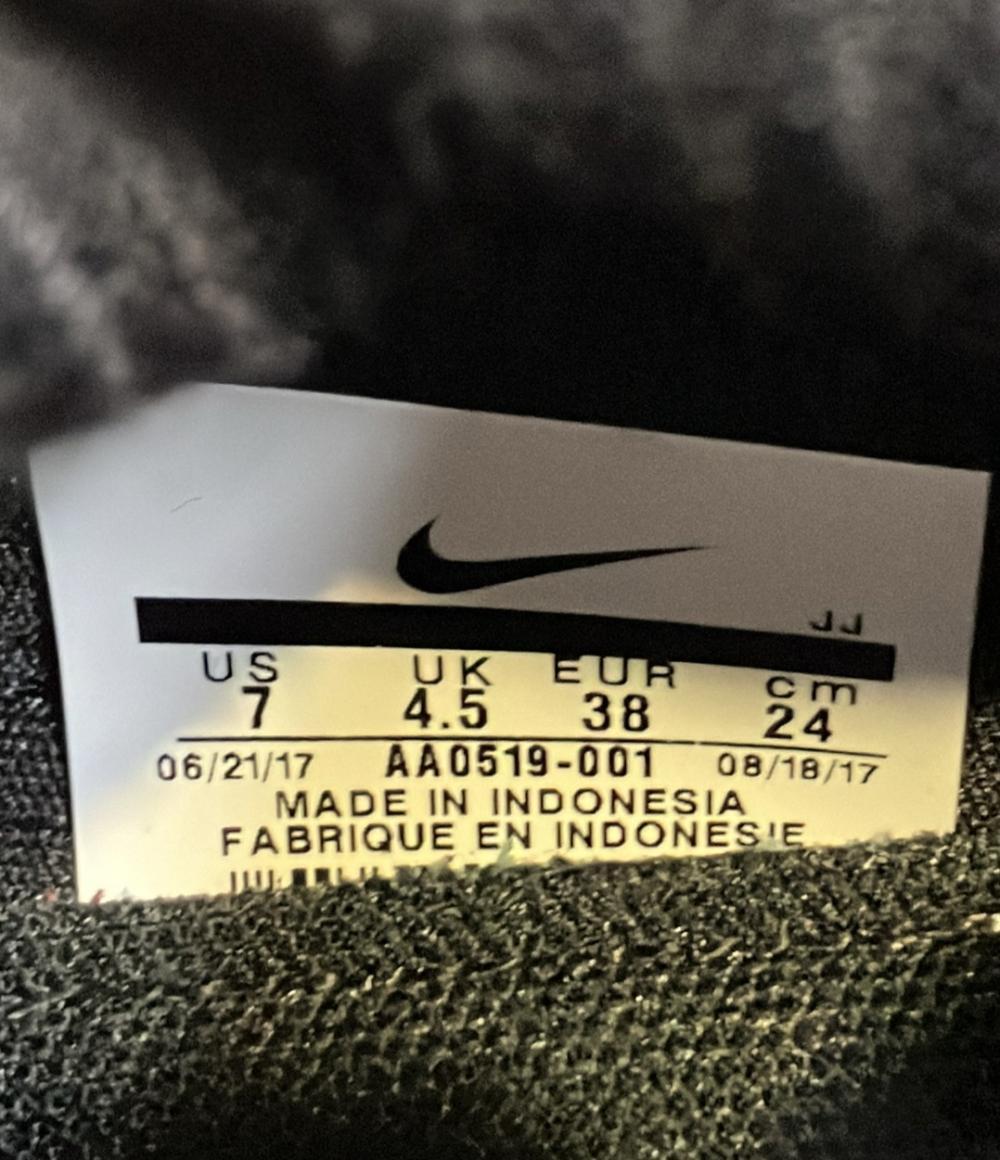 JJ
US UK EUR cm
7 4.5 38 24
06/21/17 AA0519-001 08/18/17
MADE IN INDONESIA
FABRIQUE EN INDONESIE